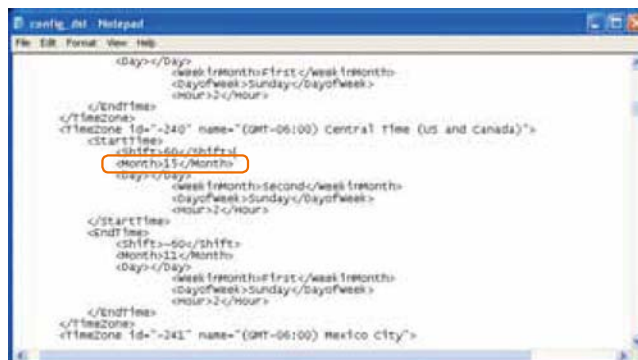 config_dst - Notepad
File Edit Format View Help
<Day></Day>
<WeekinMonth>First</WeekinMonth>
<DayofWeek>Sunday</DayofWeek>
<Hour>2</Hour>
</EndTime>
</TimeZone>
<TimeZone id="-240" name="(GMT-06:00) Central Time (US and Canada)">
<StartTime>
<Shift>60</Shift>
<Month>15</Month>
<Day></Day>
<WeekinMonth>Second</WeekinMonth>
<DayofWeek>Sunday</DayofWeek>
<Hour>2</Hour>
</StartTime>
<EndTime>
<Shift>-60</Shift>
<Month>11</Month>
<Day></Day>
<WeekinMonth>First</WeekinMonth>
<DayofWeek>Sunday</DayofWeek>
<Hour>2</Hour>
</EndTime>
</TimeZone>
<TimeZone id="-241" name="(GMT-06:00) Mexico City">